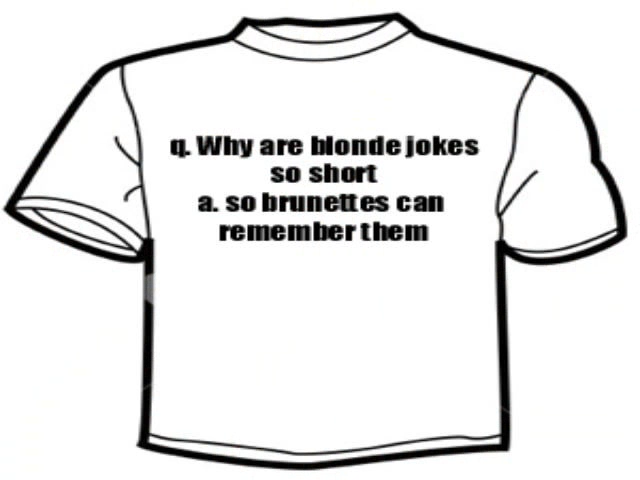 q. Why are blonde jokes
so short
a. so brunettes can
remember them